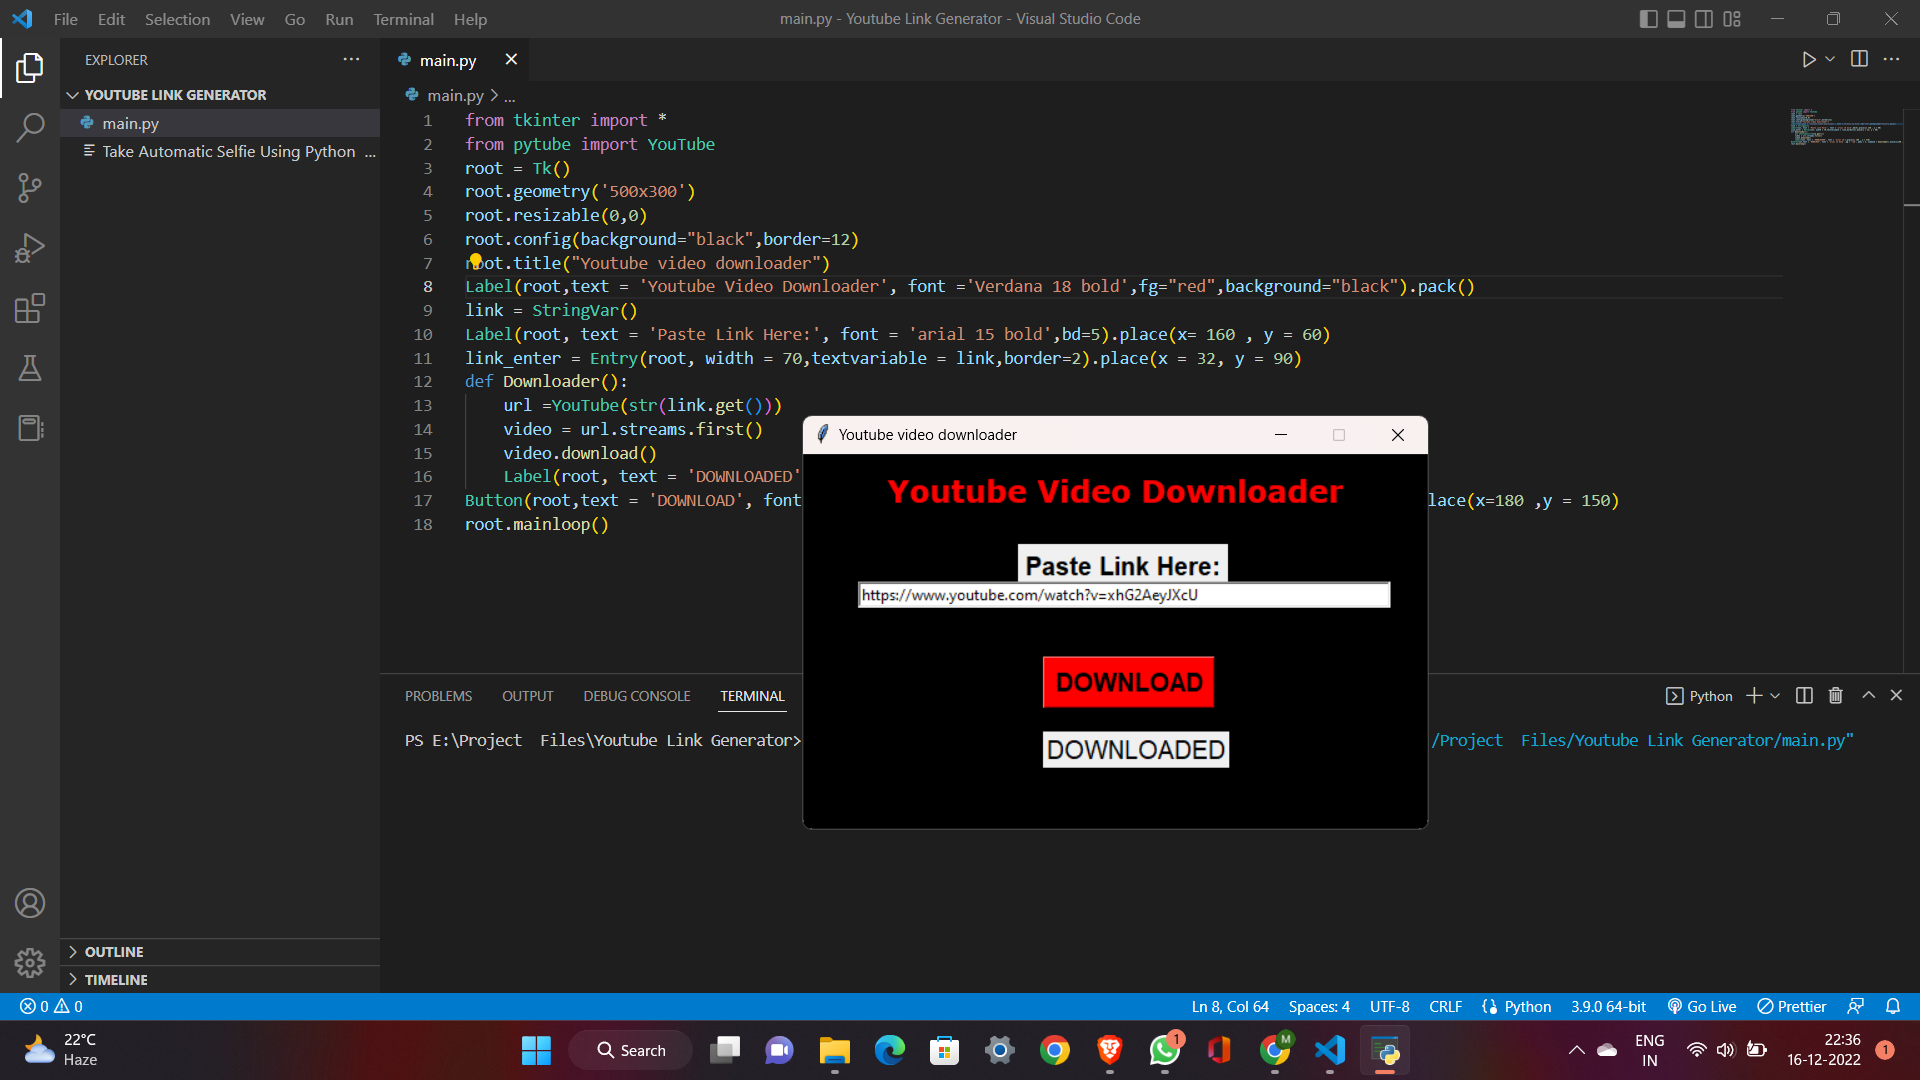 File Edit Selection View Go Run Terminal Help
main.py - Youtube Link Generator - Visual Studio Code
EXPLORER
YOUTUBE LINK GENERATOR
main.py
Take Automatic Selfie Using Python ...
main.py
main.py > ...
1 from tkinter import *
2 from pytube import YouTube
3 root = Tk()
4 root.geometry('500x300')
5 root.resizable(0,0)
6 root.config(background="black",border=12)
7 root.title("Youtube video downloader")
8 Label(root,text = 'Youtube Video Downloader', font ='Verdana 18 bold',fg="red",background="black").pack()
9 link = StringVar()
10 Label(root, text = 'Paste Link Here:', font = 'arial 15 bold',bd=5).place(x= 160 , y = 60)
11 link_enter = Entry(root, width = 70,textvariable = link,border=2).place(x = 32, y = 90)
12 def Downloader():
13 url =YouTube(str(link.get()))
14 video = url.streams.first()
15 video.download()
16 Label(root, text = 'DOWNLOADED'
17 Button(root,text = 'DOWNLOAD', font lace(x=180 ,y = 150)
18 root.mainloop()
Youtube video downloader
Youtube Video Downloader
Paste Link Here:
https://www.youtube.com/watch?v=xhG2AeyJXcU
DOWNLOAD
DOWNLOADED
PROBLEMS OUTPUT DEBUG CONSOLE TERMINAL
Python
PS E:\Project  Files\Youtube Link Generator> /Project  Files/Youtube Link Generator/main.py"
OUTLINE
TIMELINE
0 0
Ln 8, Col 64 Spaces: 4 UTF-8 CRLF Python 3.9.0 64-bit Go Live Prettier
22°C
Haze
Search
1
M
ENG
IN
22:36
16-12-2022
1